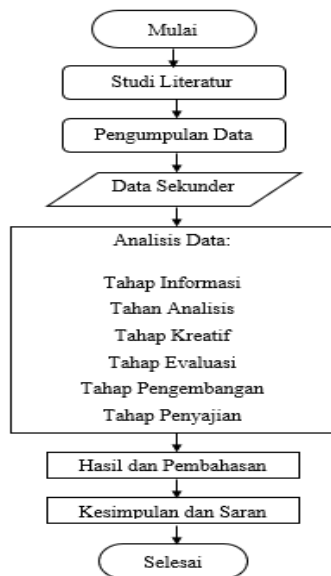 Mulai
Studi Literatur
Pengumpulan Data
Data Sekunder
Analisis Data:
Tahap Informasi
Tahan Analisis
Tahap Kreatif
Tahap Evaluasi
Tahap Pengembangan
Tahap Penyajian
Hasil dan Pembahasan
Kesimpulan dan Saran
Selesai